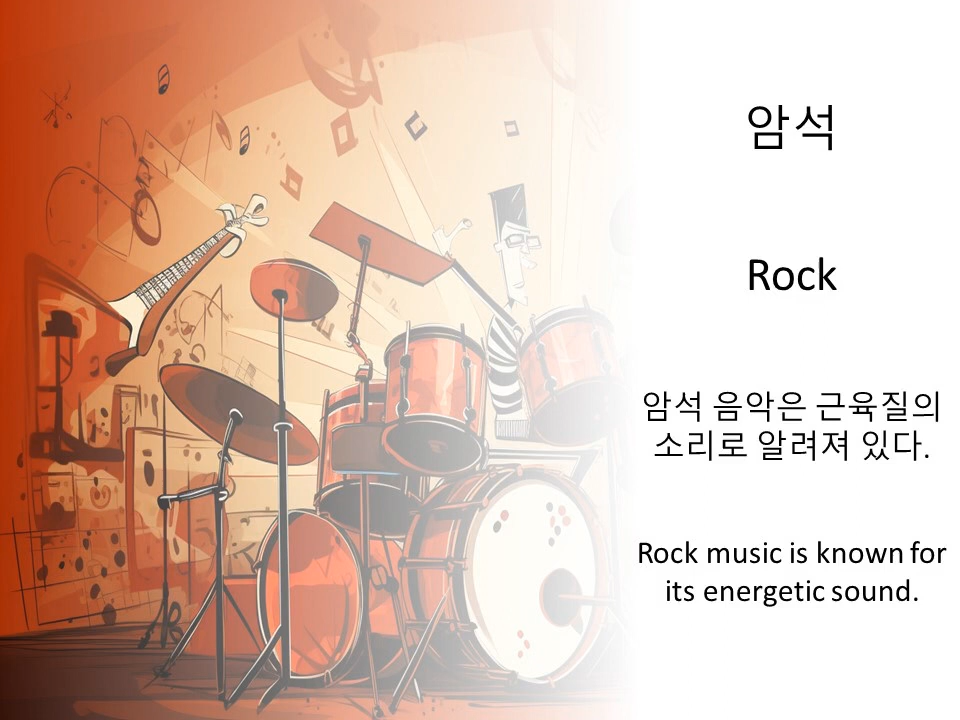 암석
Rock
암석 음악은 근육질의
소리로 알려져 있다.
Rock music is known for
its energetic sound.